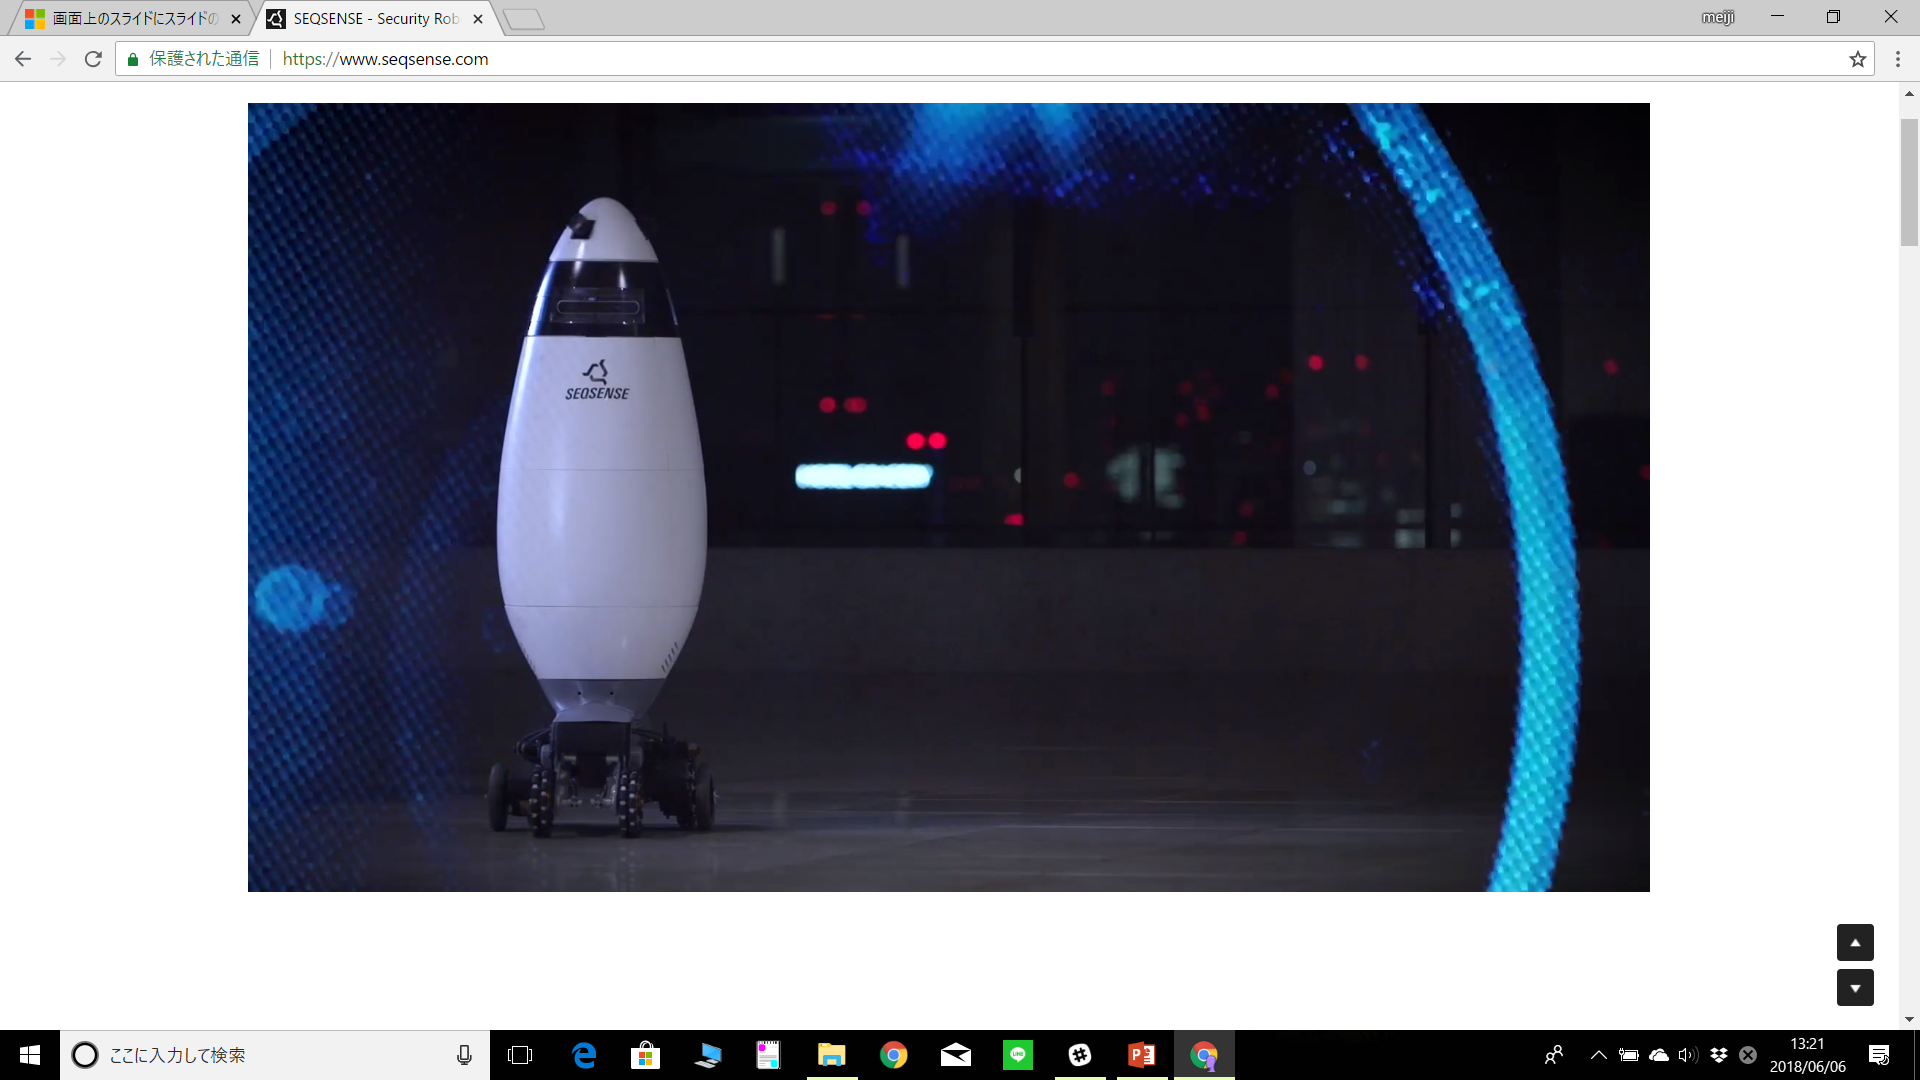 画面上のスライドにスライドの
SEQSENSE - Security Rob
meiji
保護された通信
https://www.seqsense.com
SEQSENSE
ここに入力して検索
LINE
13:21
2018/06/06